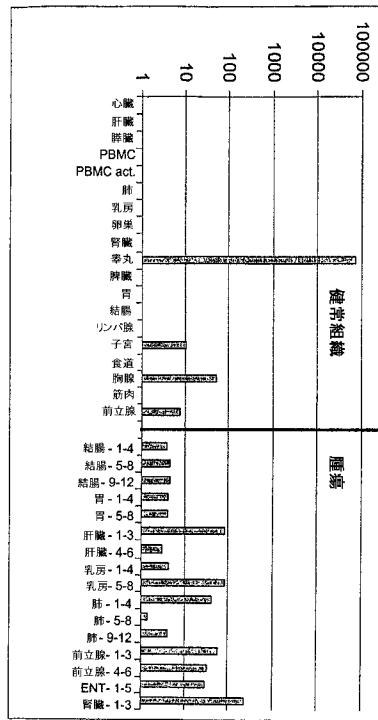 1
10
100
1000
10000
100000
心臓
肝臓
膵臓
PBMC
PBMC act.
肺
乳房
卵巣
腎臓
睾丸
脾臓
胃
結腸
リンパ腺
子宮
食道
胸腺
筋肉
前立腺
健常組織
結腸 - 1-4
結腸 - 5-8
結腸 - 9-12
胃 - 1-4
胃 - 5-8
肝臓 - 1-3
肝臓 - 4-6
乳房 - 1-4
乳房 - 5-8
肺 - 1-4
肺 - 5-8
肺 - 9-12
前立腺 - 1-3
前立腺 - 4-6
ENT - 1-5
腎臓 - 1-3
腫瘍